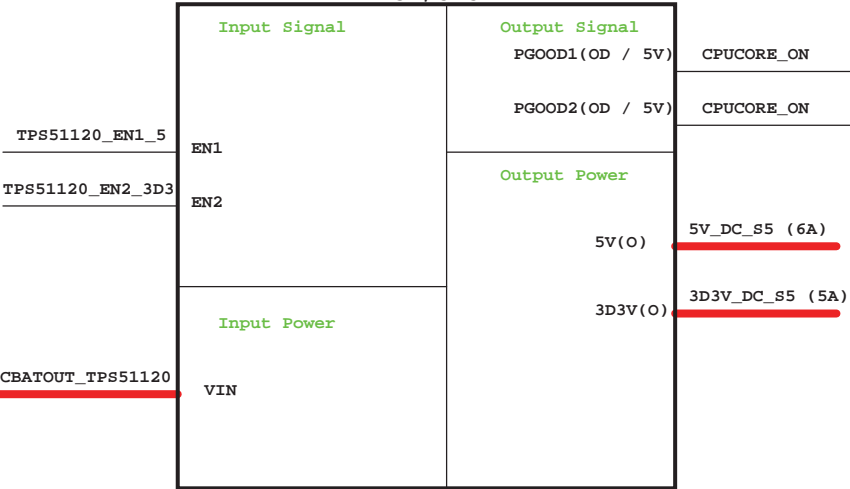 Input Signal
Output Signal
PGOOD1(OD / 5V)
CPUCORE_ON
PGOOD2(OD / 5V)
CPUCORE_ON
TPS51120_EN1_5
EN1
TPS51120_EN2_3D3
EN2
Output Power
5V(O)
5V_DC_S5 (6A)
3D3V(O)
3D3V_DC_S5 (5A)
Input Power
CBATOUT_TPS51120
VIN